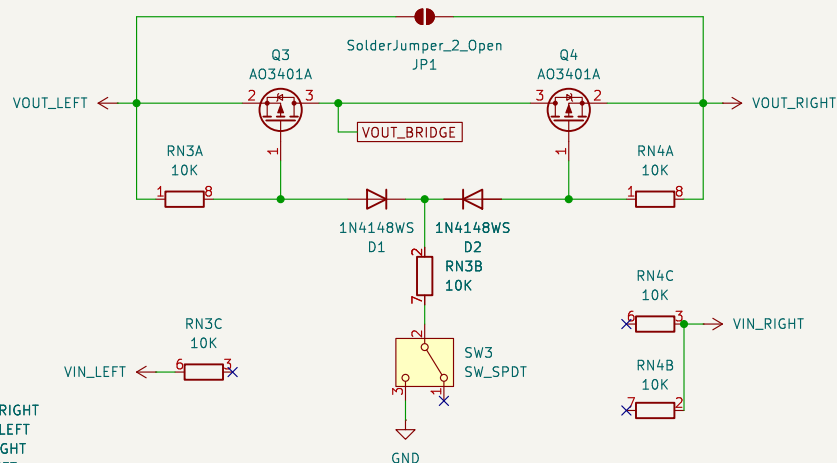 SolderJumper_2_Open
JP1
Q3
AO3401A
Q4
AO3401A
VOUT_LEFT
2
3
3
2
VOUT_RIGHT
VOUT_BRIDGE
1
1
RN3A
10K
RN4A
10K
1
8
1
8
1N4148WS
D1
1N4148WS
D2
2
RN3B
10K
7
RN4C
10K
6
3
VIN_RIGHT
RN3C
10K
VIN_LEFT
6
3
2
SW3
SW_SPDT
3
1
RN4B
10K
7
2
RIGHT
LEFT
GHT
GND